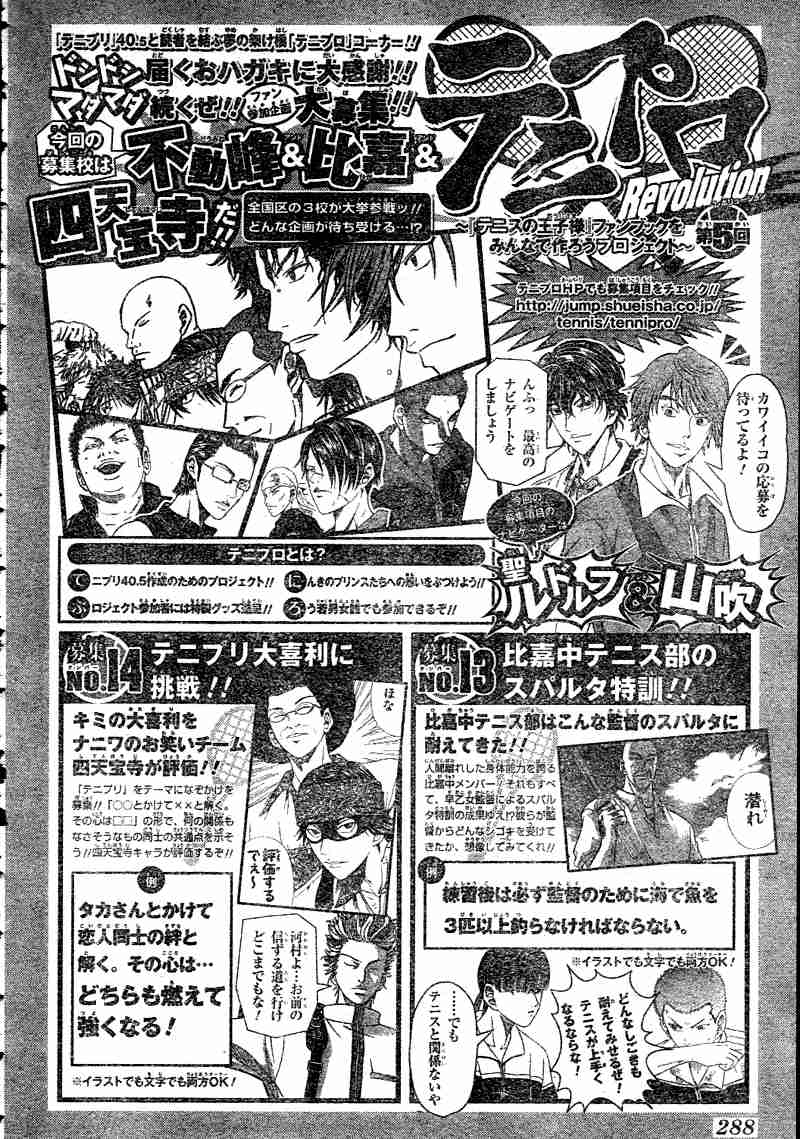 「テニプリ」40.5と読者を結ぶ夢の架け橋「テニプロ」コーナー!!
ドンドン届くおハガキに大感謝!!
マダマダ続くぜ!!ファン参加企画大募集!!
今回の募集校は
不動峰&比嘉&
四天宝寺だ!!
全国区の3校が大挙参戦ッ!!
どんな企画が待ち受ける…!?
テニプロ
Revolution
第5回
~『テニスの王子様』ファンブックを
みんなで作ろうプロジェクト~
テニプロHPでも募集項目をチェック!!
http://jump.shueisha.co.jp/
tennis/tennipro/
カワイイコの応募を
待ってるよ!
んふっ 最高の
ナビゲートを
しましょう
今回の
募集項目の
ナビゲーターは
聖ルドルフ&山吹
テニプロとは?
てニプリ40.5作成のためのプロジェクト!!
にんきのプリンスたちへの思いをぶつけよう!!
ぷロジェクト参加者には特製グッズ進呈!!
ろう若男女誰でも参加できるぞ!!
募集No.13
比嘉中テニス部の
スパルタ特訓!!
比嘉中テニス部はこんな監督のスパルタに
耐えてきた!!
人間離れした身体能力を誇る
比嘉中メンバー!!それもすべ
て、早乙女監督によるスパル
タ特訓の成果ゆえ!?彼らが監
督からどんなシゴキを受けて
きたか、想像してみてくれ!!
潰れ
例
練習後は必ず監督のために海で魚を
3匹以上釣らなければならない。
※イラストでも文字でも両方OK!
どんなしごきも
耐えてみせるぜ!
テニスが上手く
なるならな!
……でも
テニスと関係ないや
募集No.14
テニプリ大喜利に
挑戦!!
キミの大喜利を
ナニワのお笑いチーム
四天宝寺が評価!!
「テニプリ」をテーマになぞかけを
募集!!「○○とかけて××と解く。
その心は□□」の形で、何の関係も
なさそうなもの同士の共通点を示そ
う!!四天宝寺キャラが評価するぞ!!
ほな
評価する
でぇ~
例
タカさんとかけて
恋人同士の絆と
解く。その心は…
どちらも燃えて
強くなる!
河村よ…お前の
信ずる道を行け
どこまでもな!
※イラストでも文字でも両方OK!
288